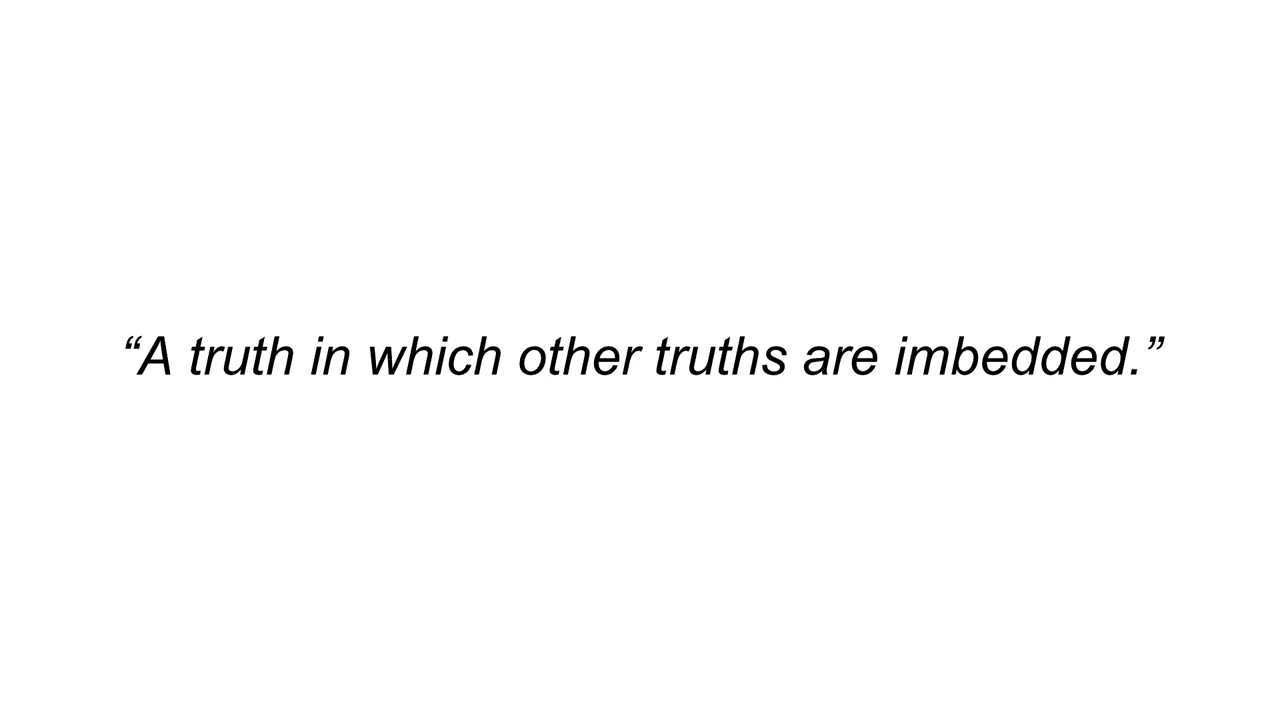 “A truth in which other truths are imbedded.”